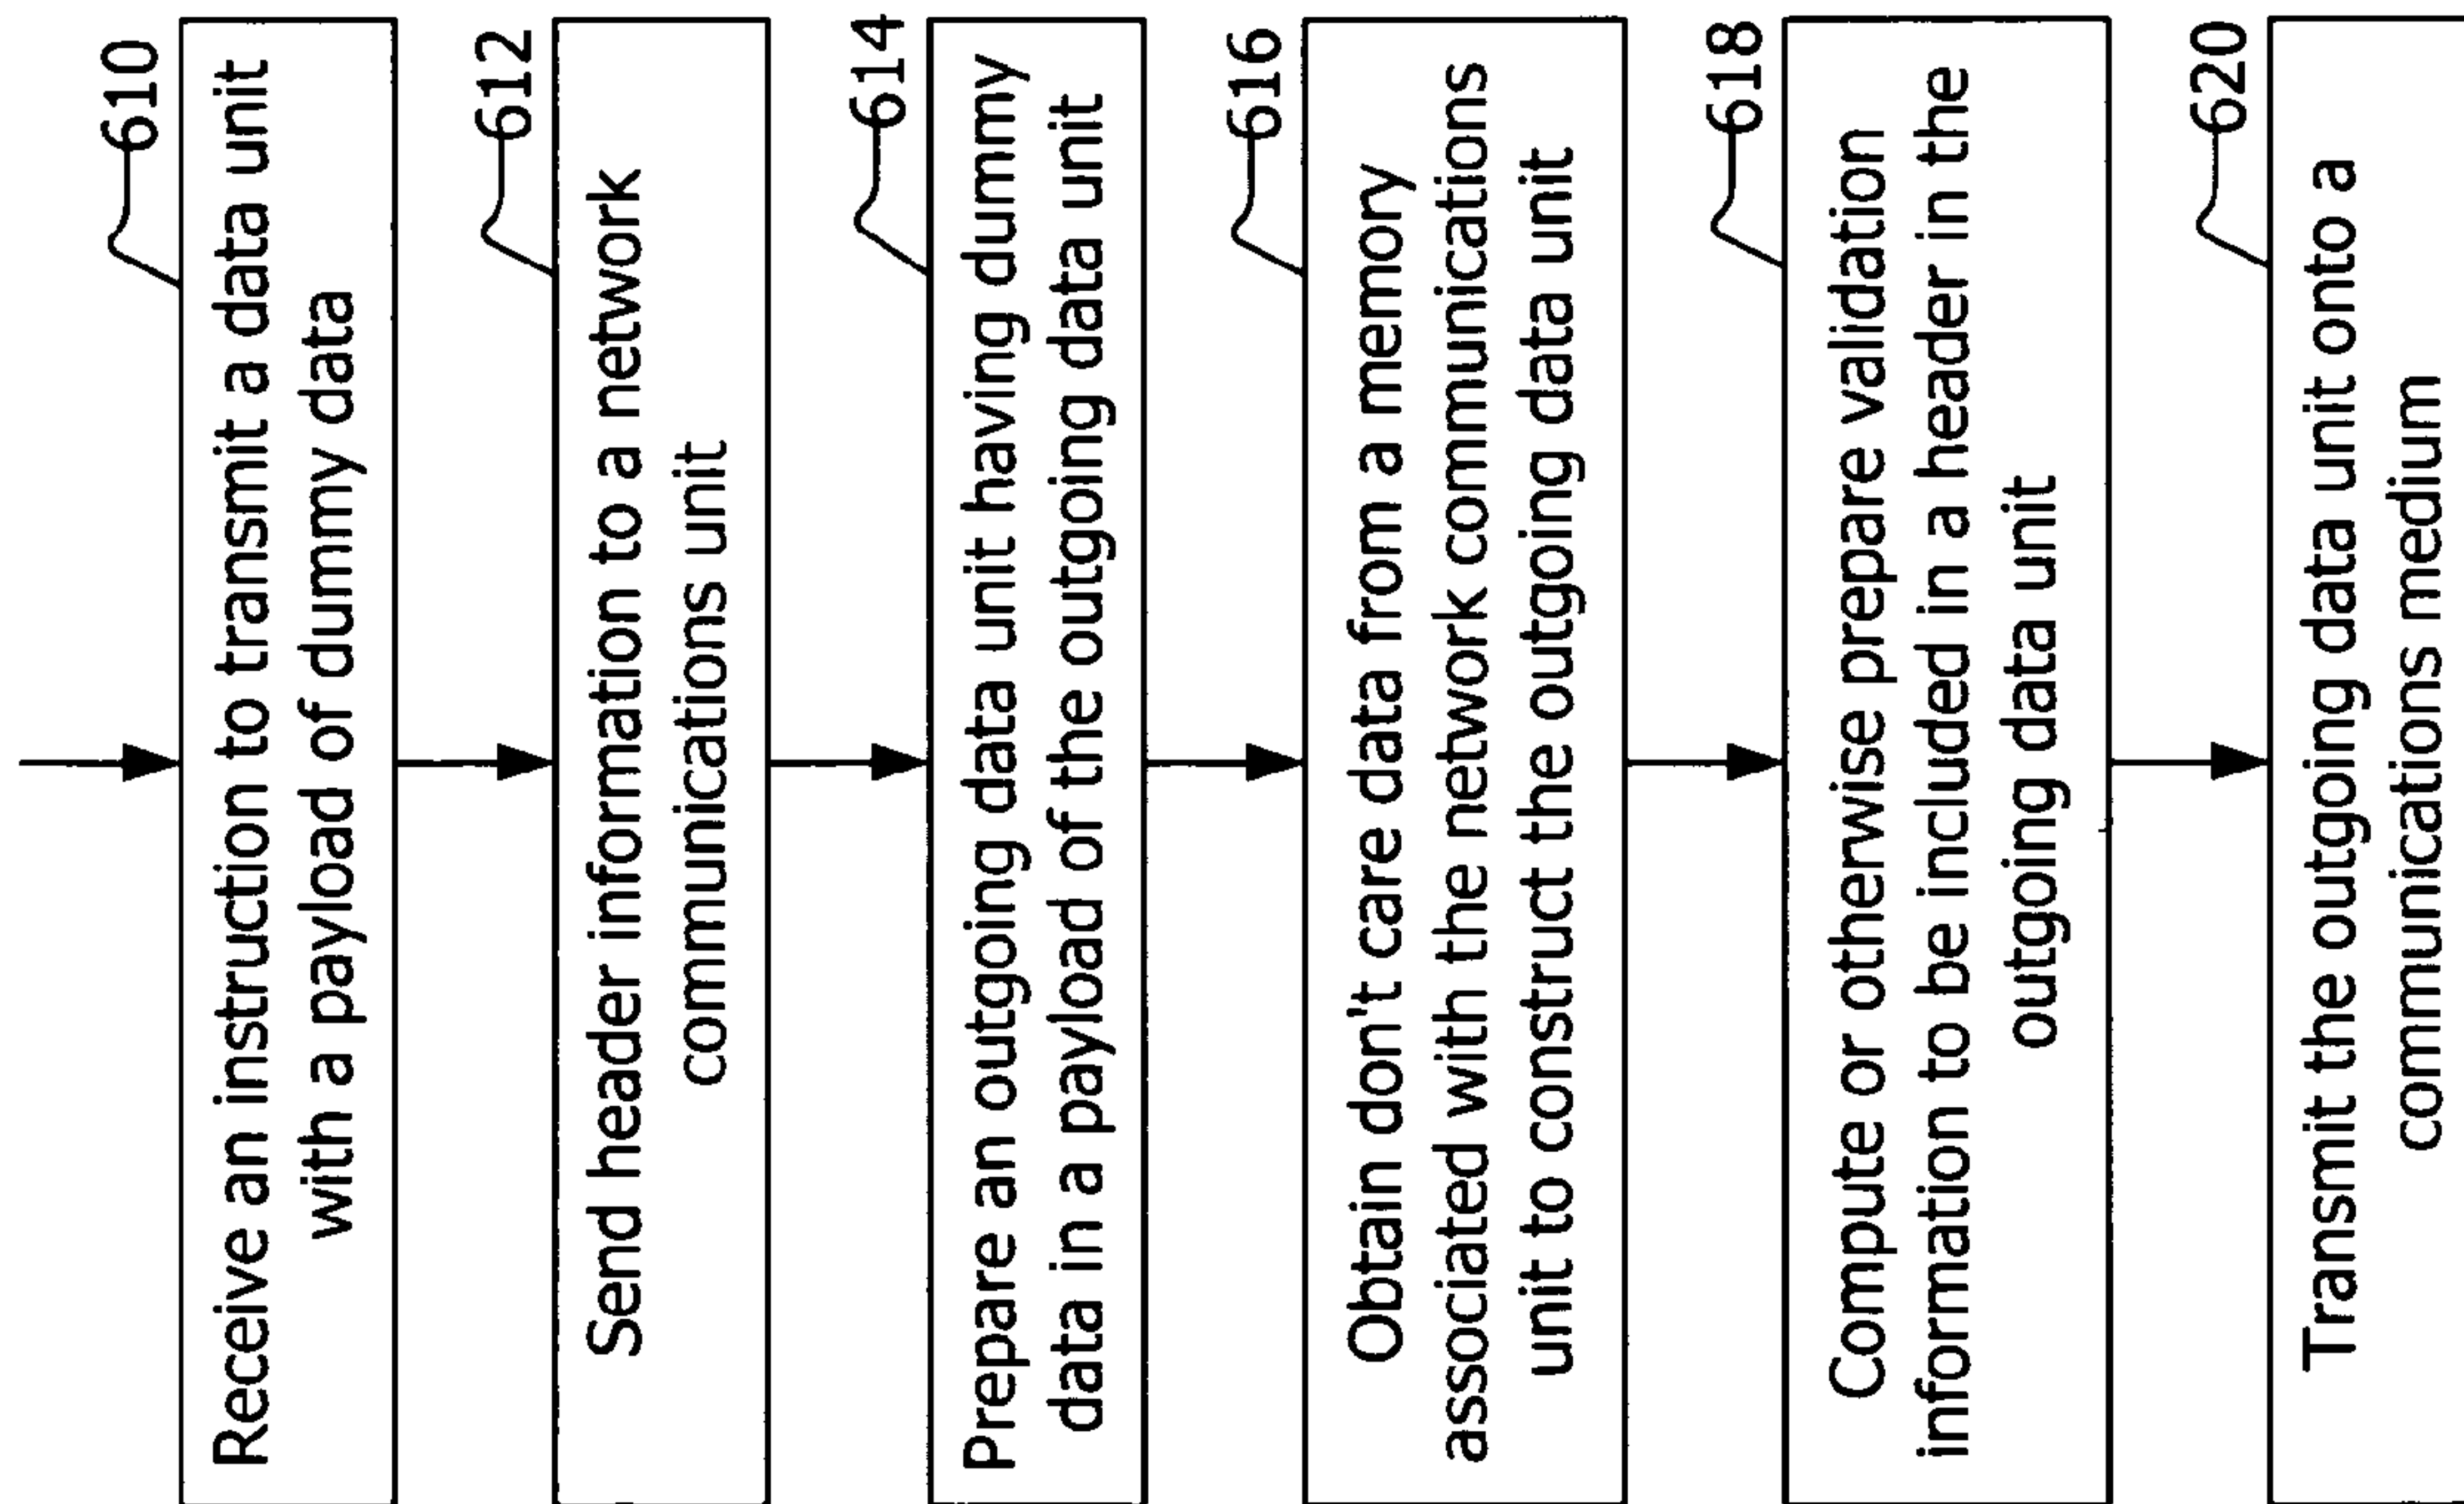 610
Receive an instruction to transmit a data unit
with a payload of dummy data
612
Send header information to a network
communications unit
614
Prepare an outgoing data unit having dummy
data in a payload of the outgoing data unit
616
Obtain don't care data from a memory
associated with the network communications
unit to construct the outgoing data unit
618
Compute or otherwise prepare validation
information to be included in a header in the
outgoing data unit
620
Transmit the outgoing data unit onto a
communications medium